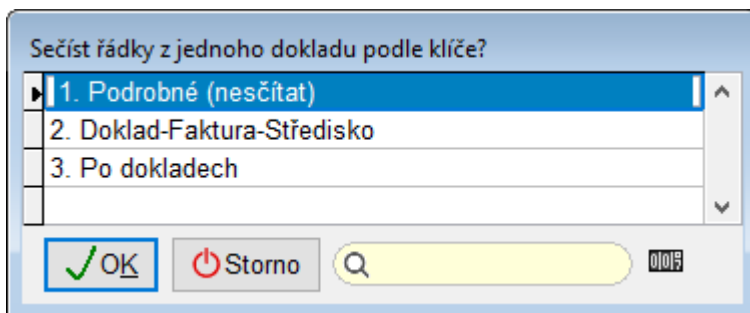 Sečíst řádky z jednoho dokladu podle klíče?
1. Podrobné (nesčítat)
2. Doklad-Faktura-Středisko
3. Po dokladech
OK Storno